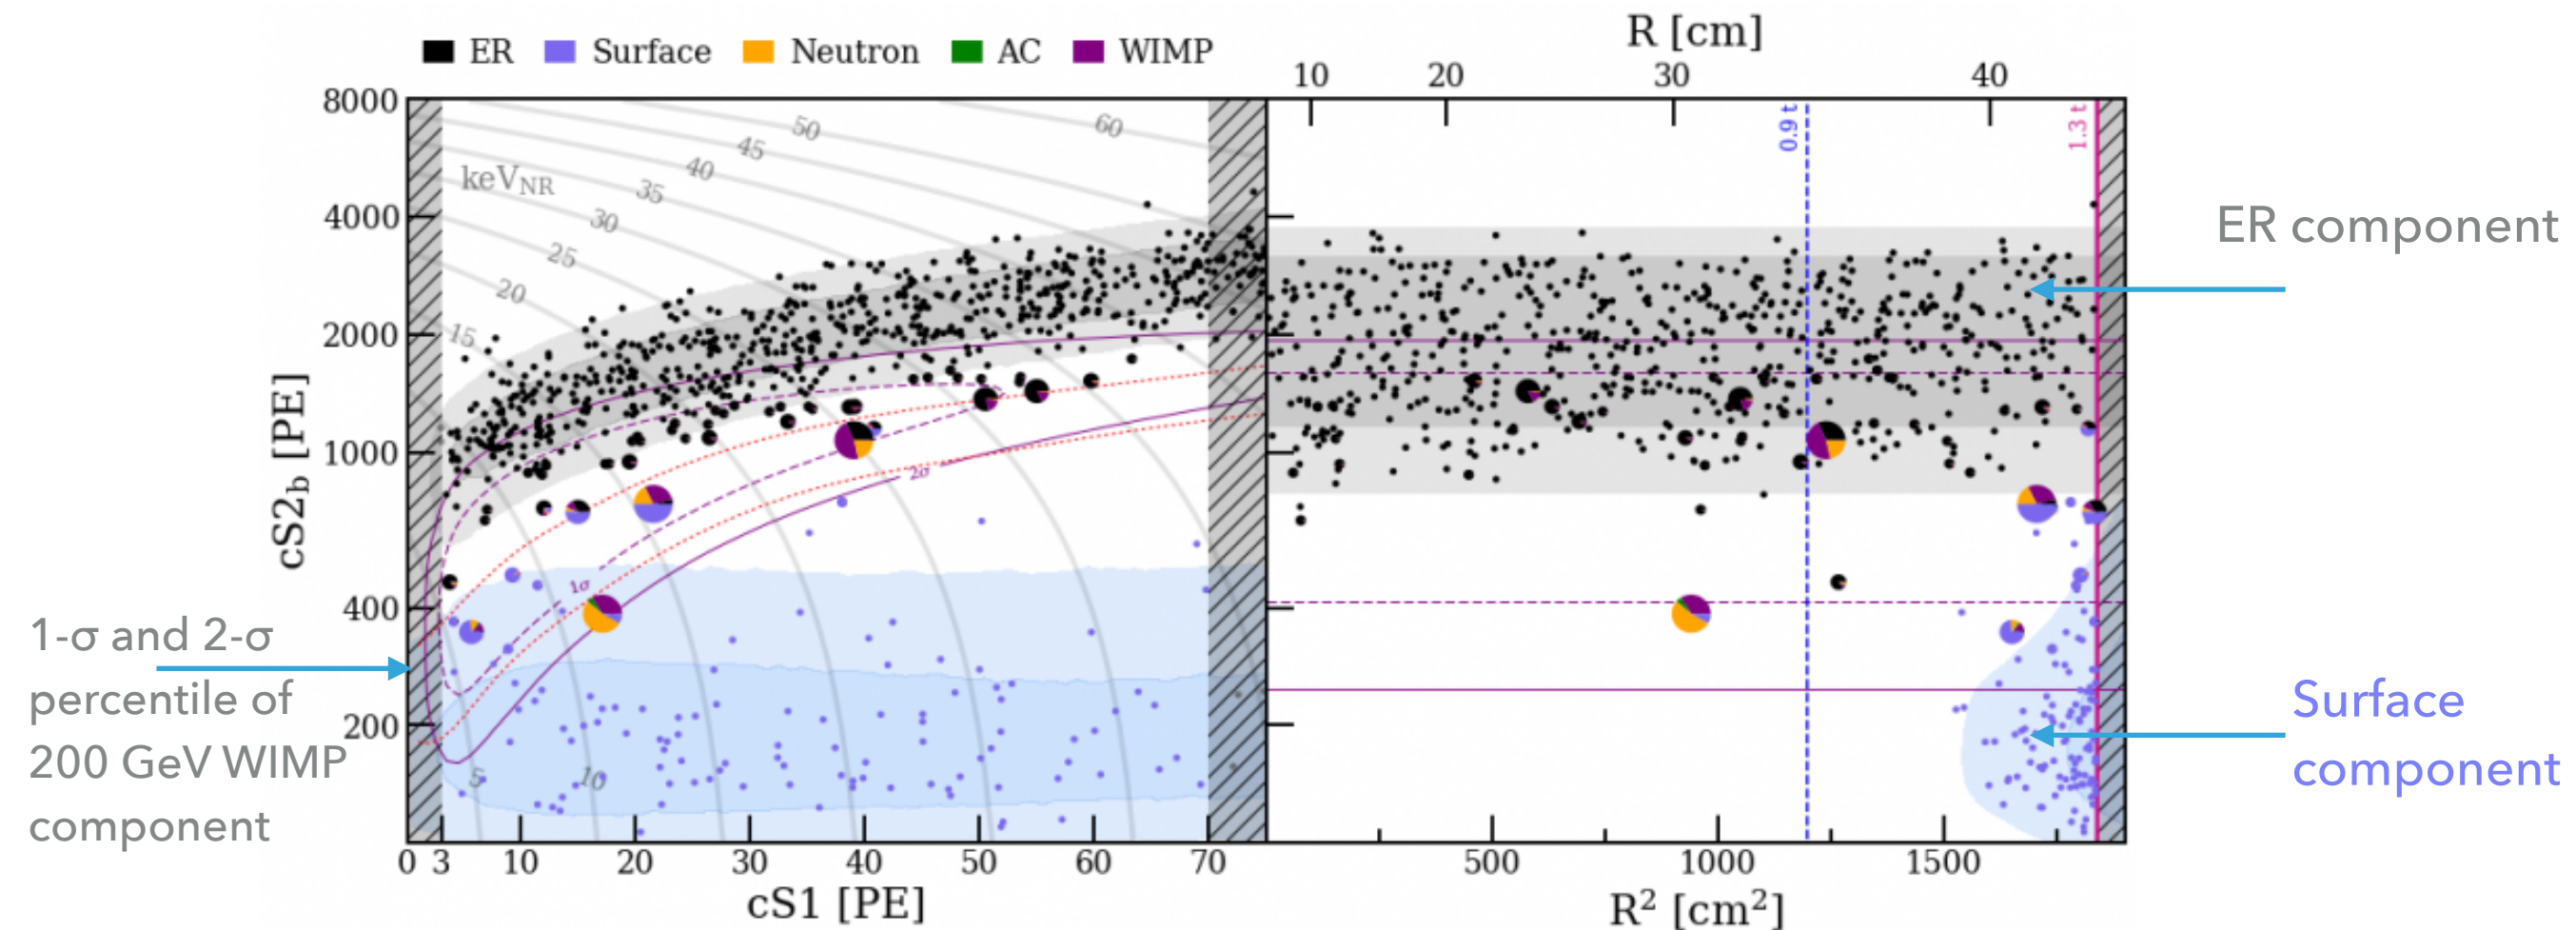 R [cm]
ER Surface Neutron AC WIMP
10 20 30 40
8000
4000
2000
1000
400
200
cS2b [PE]
keVNR
50
60
45
40
35
30
25
20
15
5
10
1σ
2σ
0.9 t
1.3 t
ER component
1-σ and 2-σ
percentile of
200 GeV WIMP
component
Surface
component
0 3 10 20 30 40 50 60 70
cS1 [PE]
500 1000 1500
R² [cm²]